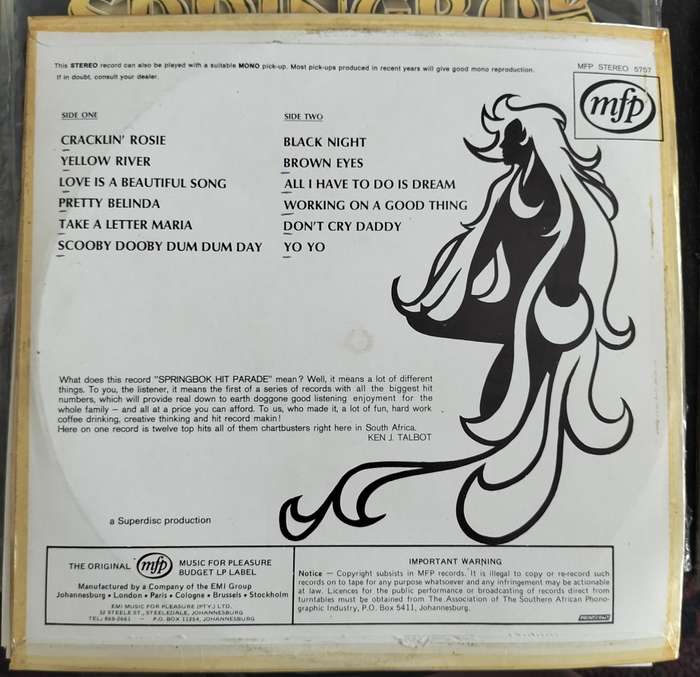 This STEREO record can also be played with a suitable MONO pick-up. Most pick-ups produced in recent years will give good mono reproduction.
If in doubt, consult your dealer.
MFP STEREO 5757
mfp
SIDE ONE
CRACKLIN' ROSIE
YELLOW RIVER
LOVE IS A BEAUTIFUL SONG
PRETTY BELINDA
TAKE A LETTER MARIA
SCOOBY DOOBY DUM DUM DAY
SIDE TWO
BLACK NIGHT
BROWN EYES
ALL I HAVE TO DO IS DREAM
WORKING ON A GOOD THING
DON'T CRY DADDY
YO YO
What does this record "SPRINGBOK HIT PARADE" mean? Well, it means a lot of different
things. To you, the listener, it means the first of a series of records with all the biggest hit
numbers, which will provide real down to earth doggone good listening enjoyment for the
whole family – and all at a price you can afford. To us, who made it, a lot of fun, hard work
coffee drinking, creative thinking and hit record makin!
Here on one record is twelve top hits all of them chartbusters right here in South Africa.
KEN J. TALBOT
a Superdisc production
THE ORIGINAL mfp MUSIC FOR PLEASURE
BUDGET LP LABEL
Manufactured by a Company of the EMI Group
Johannesburg • London • Paris • Cologne • Brussels • Stockholm
EMI MUSIC FOR PLEASURE (PTY.) LTD.
32 STEELE ST., STEELEDALE, JOHANNESBURG
TEL: 869-2661 – P.O. BOX 11254, JOHANNESBURG
IMPORTANT WARNING
Notice – Copyright subsists in MFP records. It is illegal to copy or re-record such
records on to tape for any purpose whatsoever and any infringement may be actionable
at law. Licences for the public performance or broadcasting of records direct from
turntables must be obtained from The Association of The Southern African Phono-
graphic Industry, P.O. Box 5411, Johannesburg.